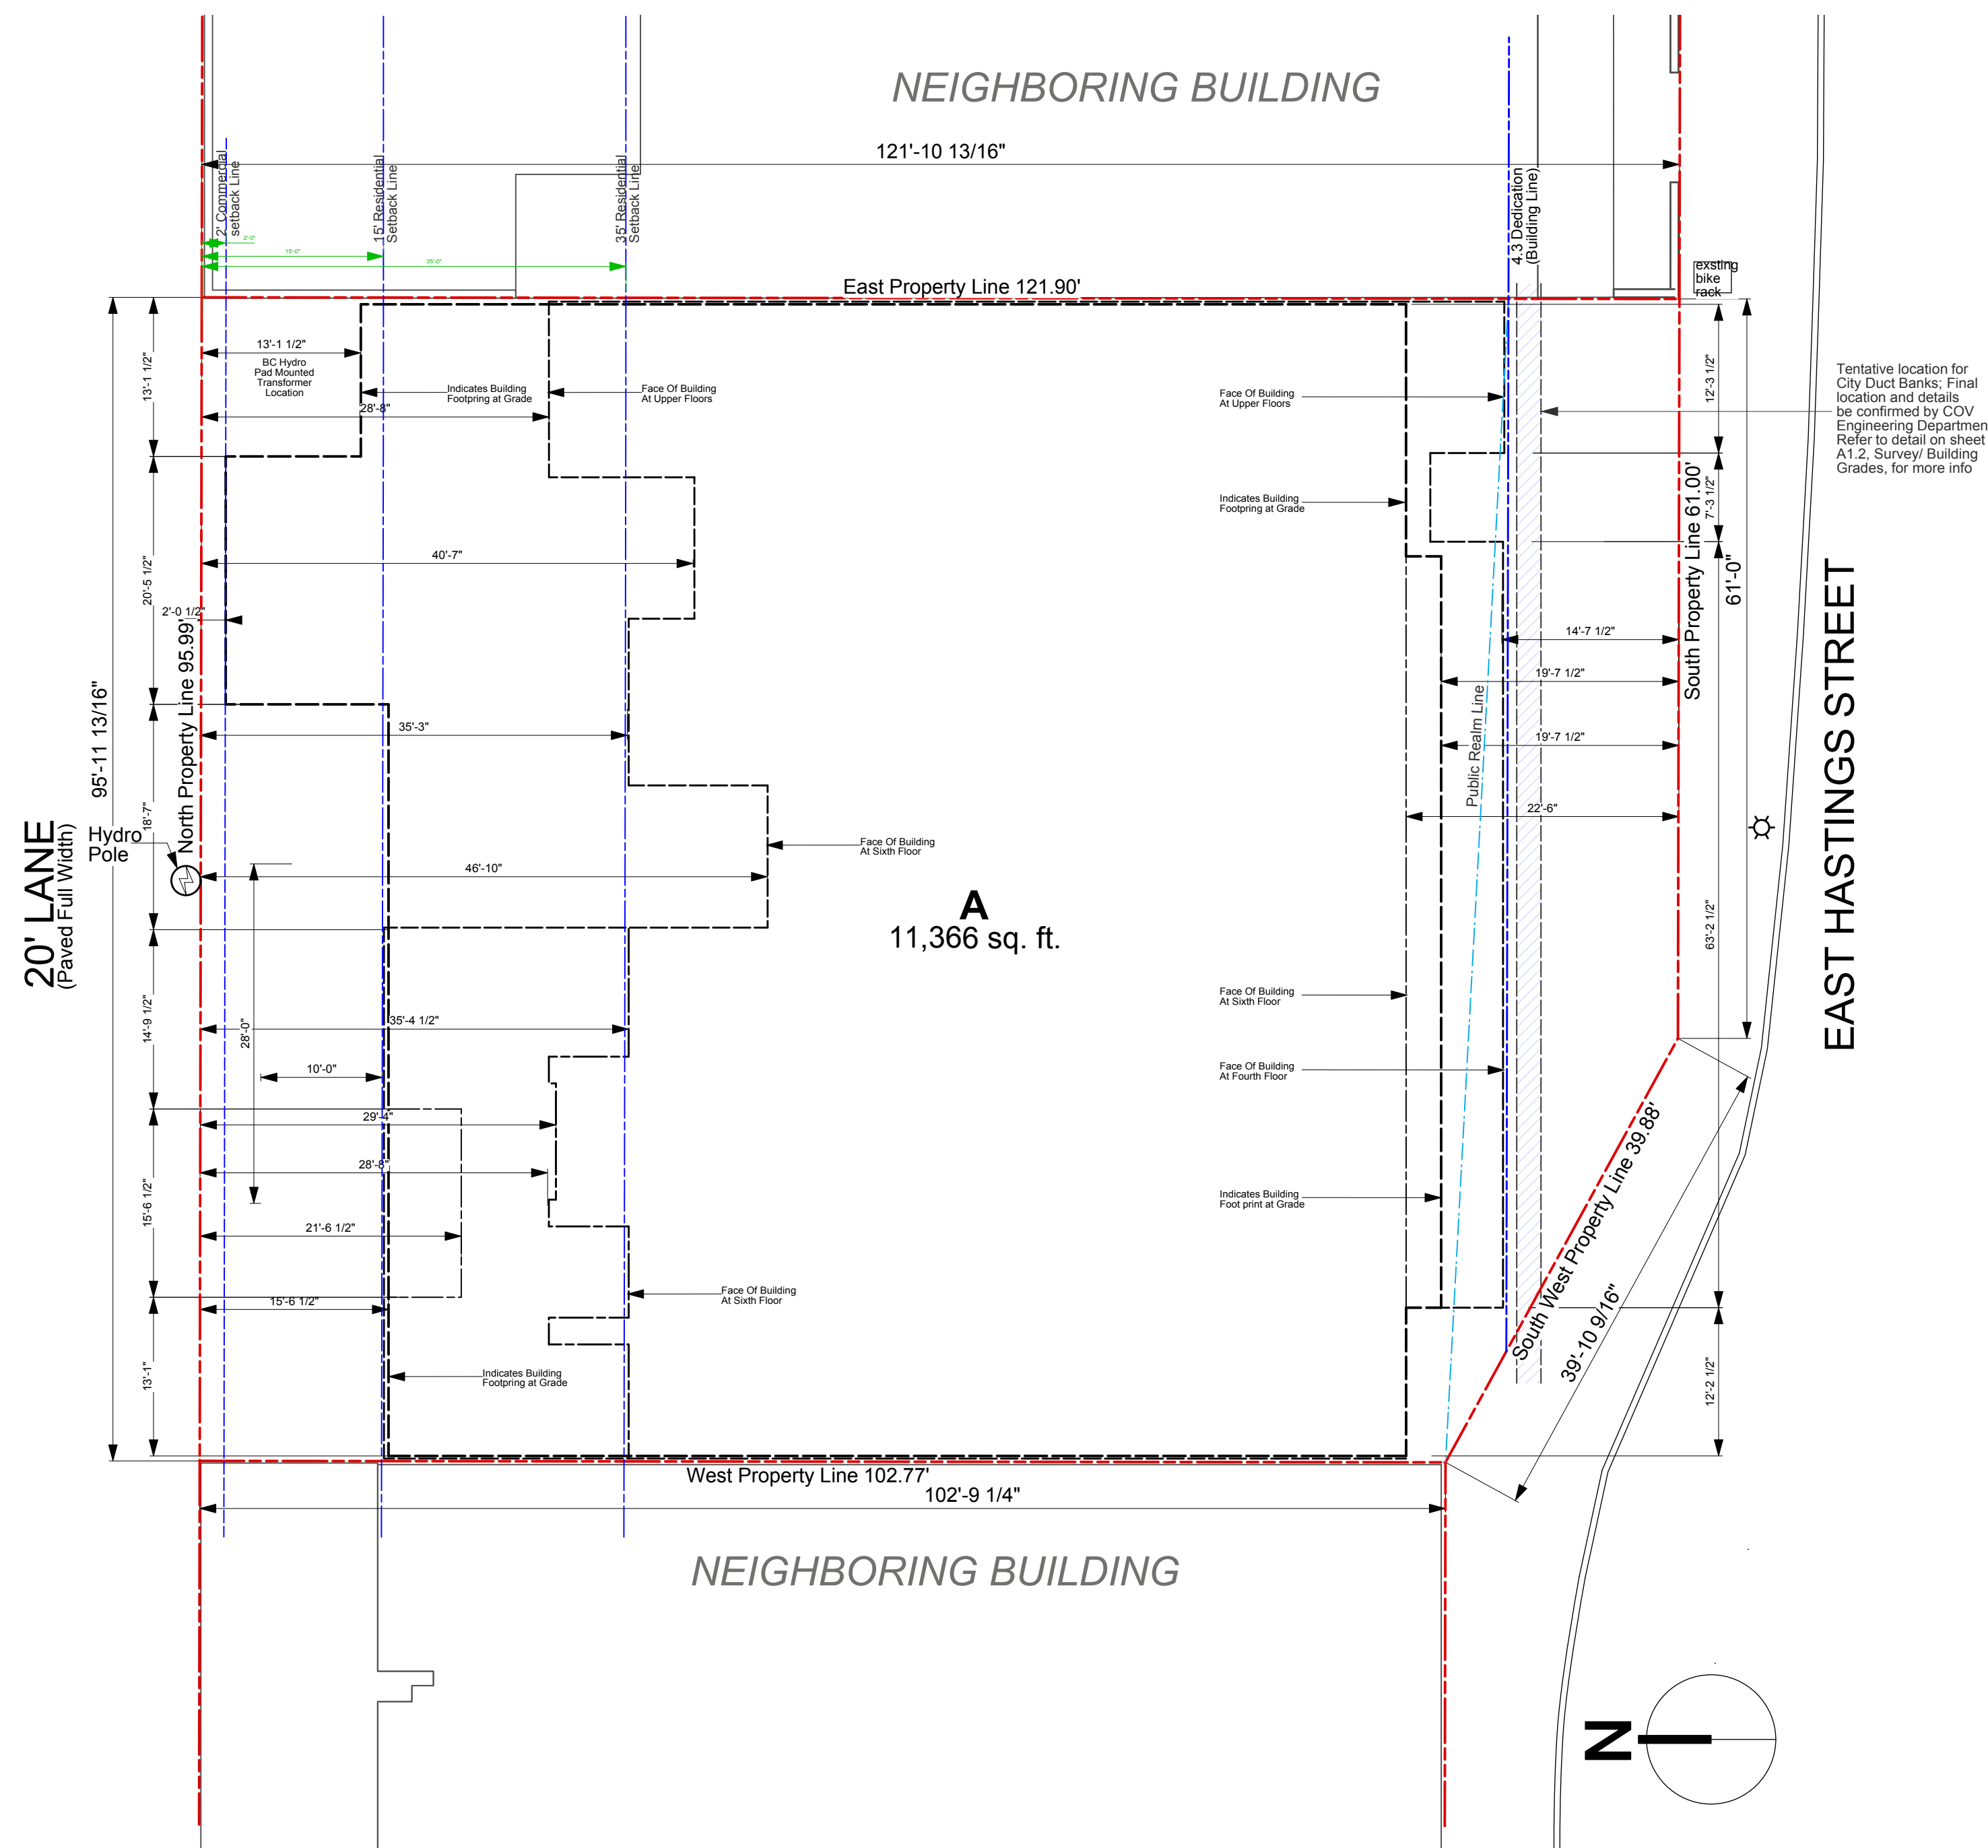 NEIGHBORING BUILDING
121'-10 13/16"
2' Commercial
setback Line
15' Residential
Setback Line
35' Residential
Setback Line
4.3 Dedication
(Building Line)
2'-0"
15'-0"
35'-0"
exsting
bike
rack
East Property Line 121.90'
13'-1 1/2"
13'-1 1/2"
BC Hydro
Pad Mounted
Transformer
Location
Indicates Building
Footpring at Grade
Face Of Building
At Upper Floors
28'-8"
Face Of Building
At Upper Floors
12'-3 1/2"
Tentative location for
City Duct Banks; Final
location and details
be confirmed by COV
Engineering Departmen
Refer to detail on sheet
A1.2, Survey/ Building
Grades, for more info
Indicates Building
Footpring at Grade
7'-3 1/2"
South Property Line 61.00'
61'-0"
40'-7"
20'-5 1/2"
2'-0 1/2"
North Property Line 95.99'
95'-11 13/16"
14'-7 1/2"
19'-7 1/2"
35'-3"
19'-7 1/2"
Public Realm Line
22'-6"
EAST HASTINGS STREET
18'-7"
20' LANE
(Paved Full Width)
Hydro
Pole
Face Of Building
At Sixth Floor
46'-10"
A
11,366 sq. ft.
63'-2 1/2"
Face Of Building
At Sixth Floor
14'-9 1/2"
28'-0"
35'-4 1/2"
10'-0"
Face Of Building
At Fourth Floor
29'-4"
28'-8"
15'-6 1/2"
Indicates Building
Foot print at Grade
South West Property Line 39.88'
39'-10 9/16"
21'-6 1/2"
Face Of Building
At Sixth Floor
15'-6 1/2"
13'-1"
Indicates Building
Footpring at Grade
12'-2 1/2"
West Property Line 102.77'
102'-9 1/4"
NEIGHBORING BUILDING
N